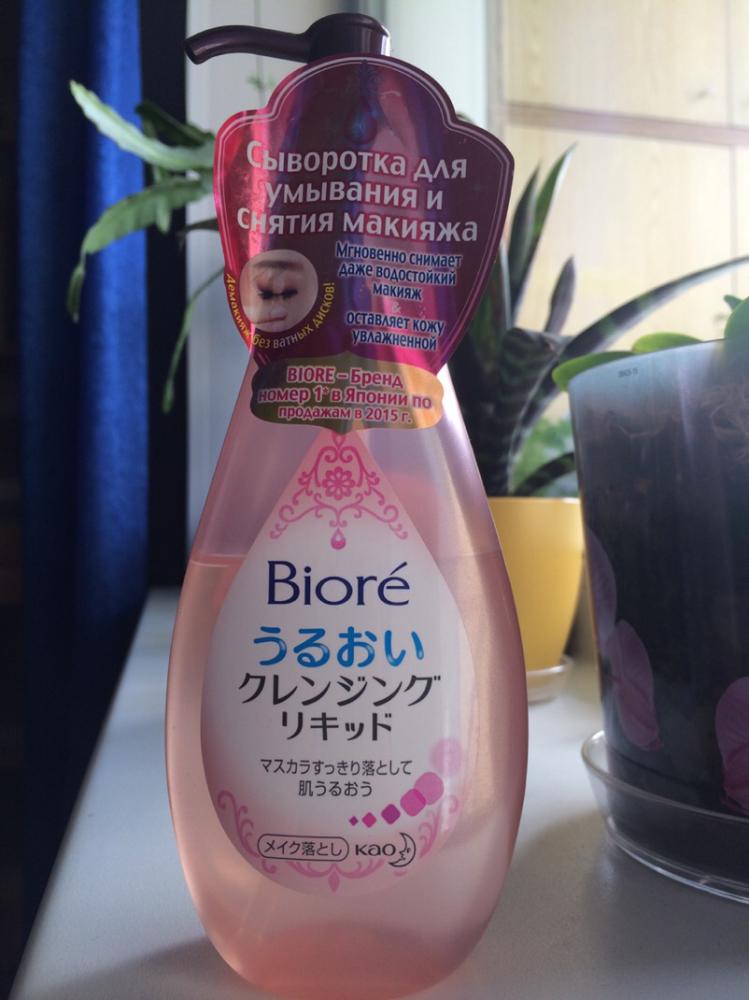 Сыворотка для
умывания и
снятия макияжа
Мгновенно снимает
даже водостойкий
макияж
&
оставляет кожу
увлажненной
Демакияж без ватных дисков!
BIORE – Бренд
номер 1* в Японии по
продажам в 2015 г.
Bioré
うるおい
クレンジング
リキッド
マスカラすっきり落として
肌うるおう
メイク落とし
Kao